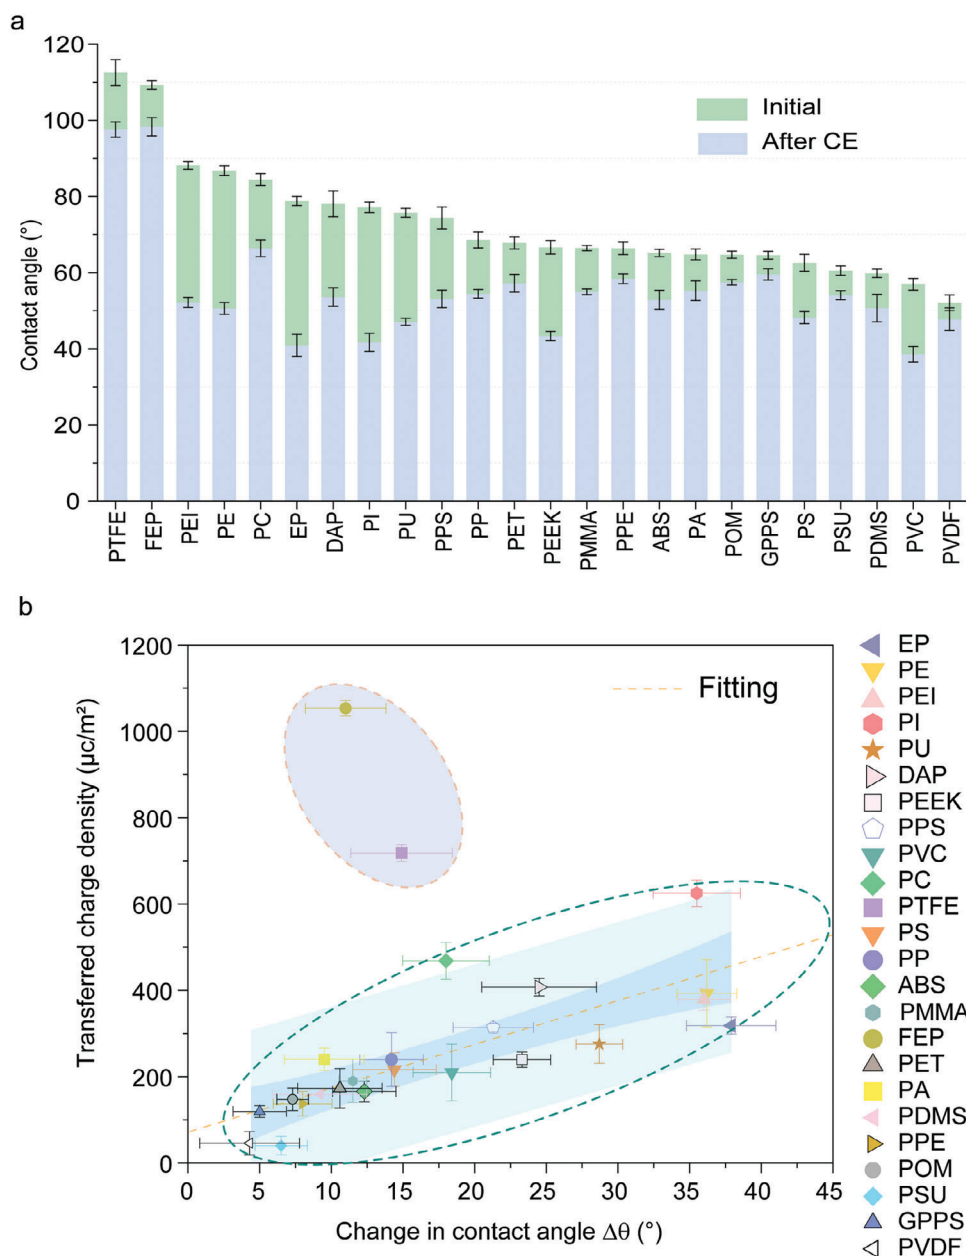 a
120
100
80
60
40
20
0
Contact angle (°)
Initial
After CE
PTFE
FEP
PEI
PE
PC
EP
DAP
PI
PU
PPS
PP
PET
PEEK
PMMA
PPE
ABS
PA
POM
GPPS
PS
PSU
PDMS
PVC
PVDF
b
1200
1000
800
600
400
200
0
Transferred charge density (µc/m²)
Fitting
0 5 10 15 20 25 30 35 40 45
Change in contact angle Δθ (°)
EP
PE
PEI
PI
PU
DAP
PEEK
PPS
PVC
PC
PTFE
PS
PP
ABS
PMMA
FEP
PET
PA
PDMS
PPE
POM
PSU
GPPS
PVDF